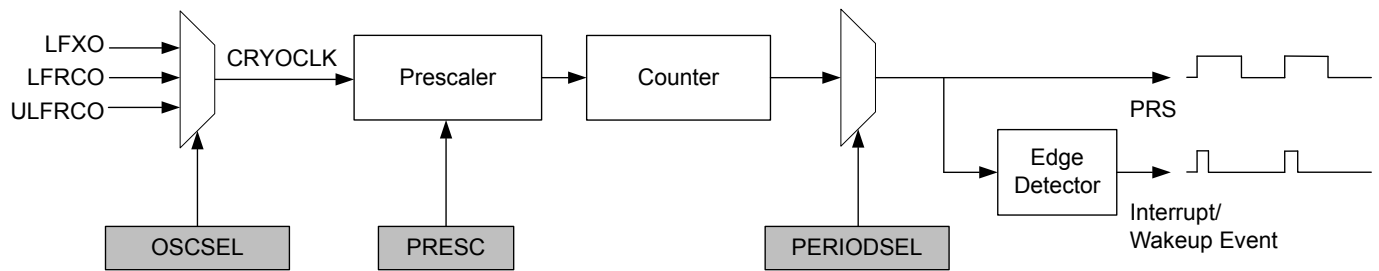 LFXO
LFRCO
ULFRCO
CRYOCLK
Prescaler
Counter
PRS
Edge
Detector
Interrupt/
Wakeup Event
OSCSEL
PRESC
PERIODSEL